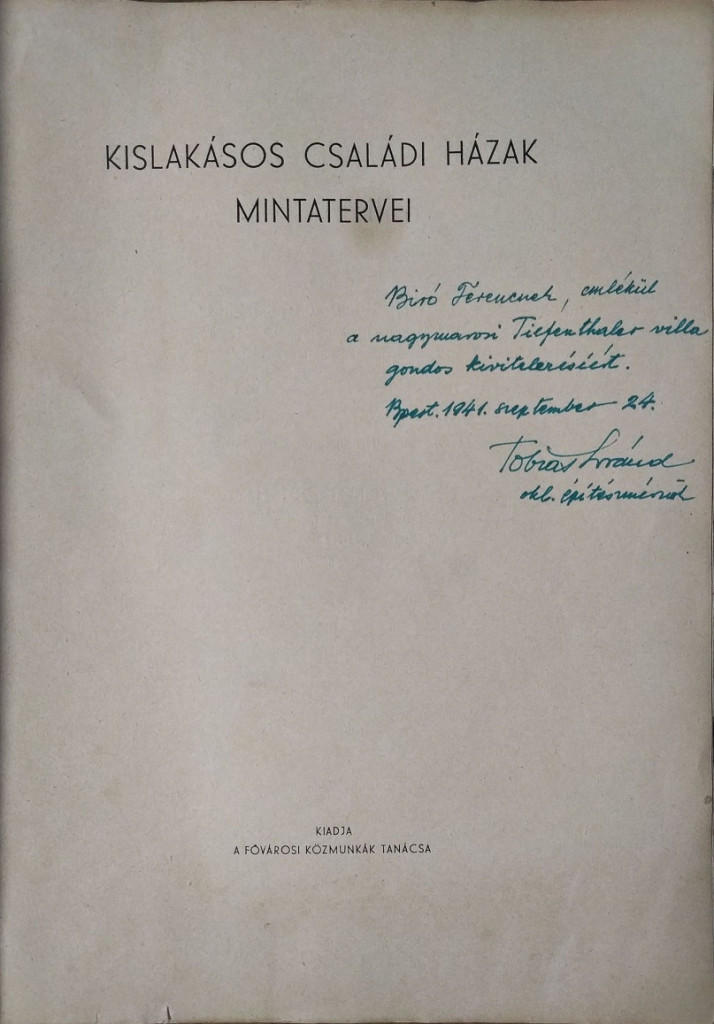 KISLAKÁSOS CSALÁDI HÁZAK
MINTATERVEI
Biró Ferencnek, emlékül
a nagymarosi Tiefenthaler villa
gondos kivitelezéséért.
Bpest. 1941. szeptember 24.
Tobiás Loránd
okl. építészmérnök
KIADJA
A FŐVÁROSI KÖZMUNKÁK TANÁCSA